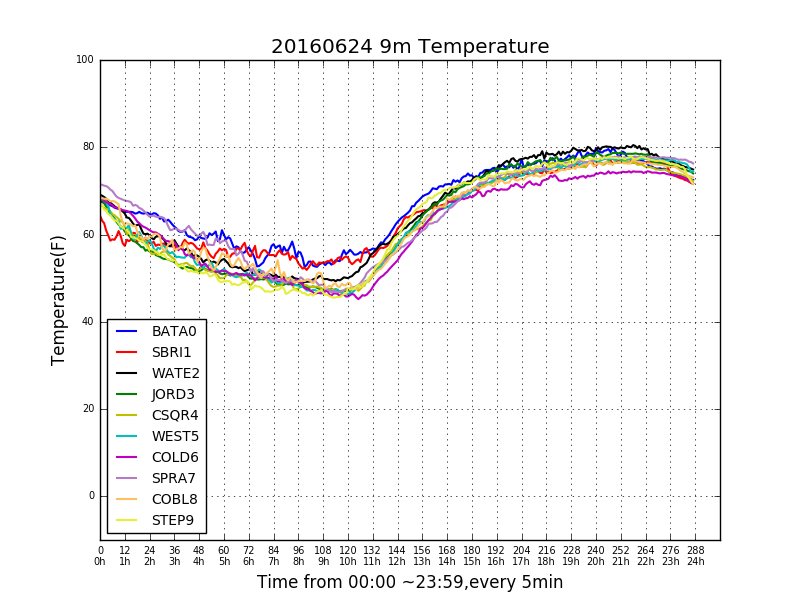 20160624 9m Temperature
100
80
60
40
20
0
Temperature(F)
BATA0
SBRI1
WATE2
JORD3
CSQR4
WEST5
COLD6
SPRA7
COBL8
STEP9
0 12 24 36 48 60 72 84 96 108 120 132 144 156 168 180 192 204 216 228 240 252 264 276 288
0h 1h 2h 3h 4h 5h 6h 7h 8h 9h 10h 11h 12h 13h 14h 15h 16h 17h 18h 19h 20h 21h 22h 23h 24h
Time from 00:00 ~23:59,every 5min